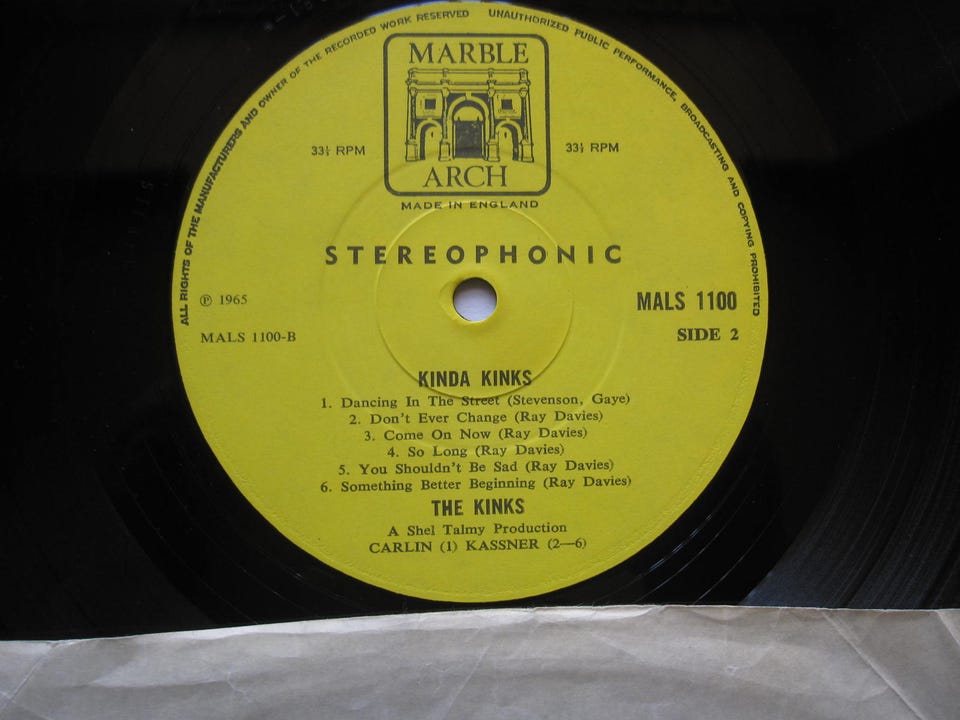 ALL RIGHTS OF THE MANUFACTURERS AND OWNER OF THE RECORDED WORK RESERVED UNAUTHORIZED PUBLIC PERFORMANCE, BROADCASTING AND COPYING PROHIBITED
MARBLE
ARCH
33⅓ RPM
33⅓ RPM
MADE IN ENGLAND
STEREOPHONIC
℗ 1965
MALS 1100
MALS 1100-B
SIDE 2
KINDA KINKS
1. Dancing In The Street (Stevenson, Gaye)
2. Don't Ever Change (Ray Davies)
3. Come On Now (Ray Davies)
4. So Long (Ray Davies)
5. You Shouldn't Be Sad (Ray Davies)
6. Something Better Beginning (Ray Davies)
THE KINKS
A Shel Talmy Production
CARLIN (1) KASSNER (2—6)